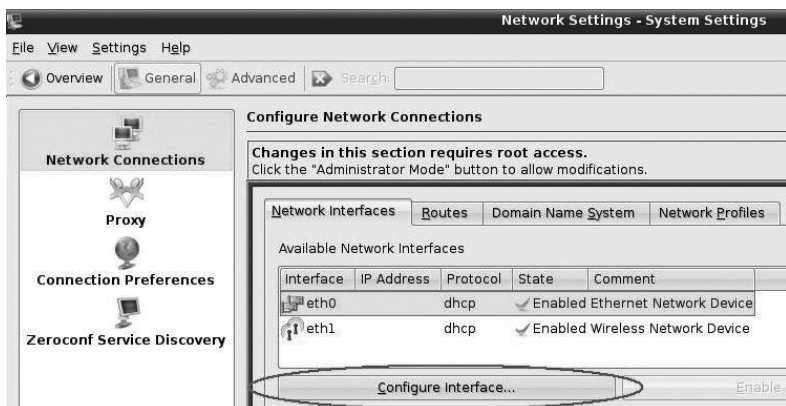 Network Settings - System Settings
File View Settings Help
Overview General Advanced Search:
Configure Network Connections
Network Connections
Changes in this section requires root access.
Click the "Administrator Mode" button to allow modifications.
Proxy
Connection Preferences
Zeroconf Service Discovery
Network Interfaces Routes Domain Name System Network Profiles
Available Network Interfaces
Interface IP Address Protocol State Comment
eth0 dhcp Enabled Ethernet Network Device
eth1 dhcp Enabled Wireless Network Device
Configure Interface... Enable